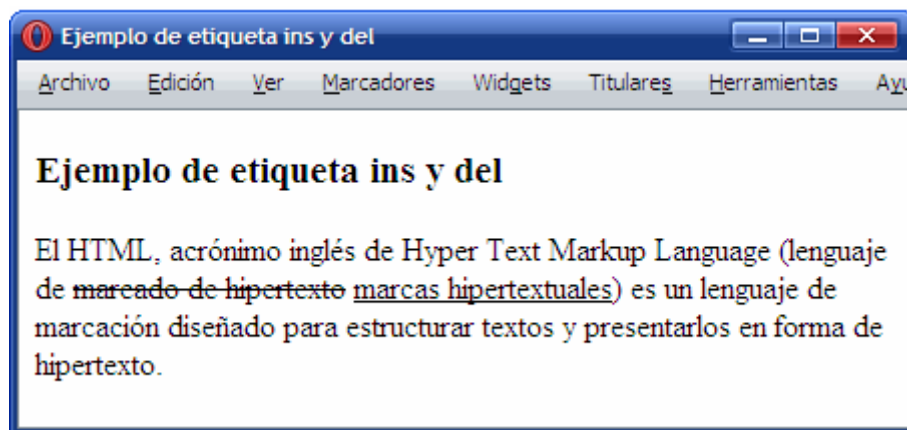 Ejemplo de etiqueta ins y del
Archivo Edición Ver Marcadores Widgets Titulares Herramientas Ayu
Ejemplo de etiqueta ins y del
El HTML, acrónimo inglés de Hyper Text Markup Language (lenguaje
de marcado de hipertexto marcas hipertextuales) es un lenguaje de
marcación diseñado para estructurar textos y presentarlos en forma de
hipertexto.